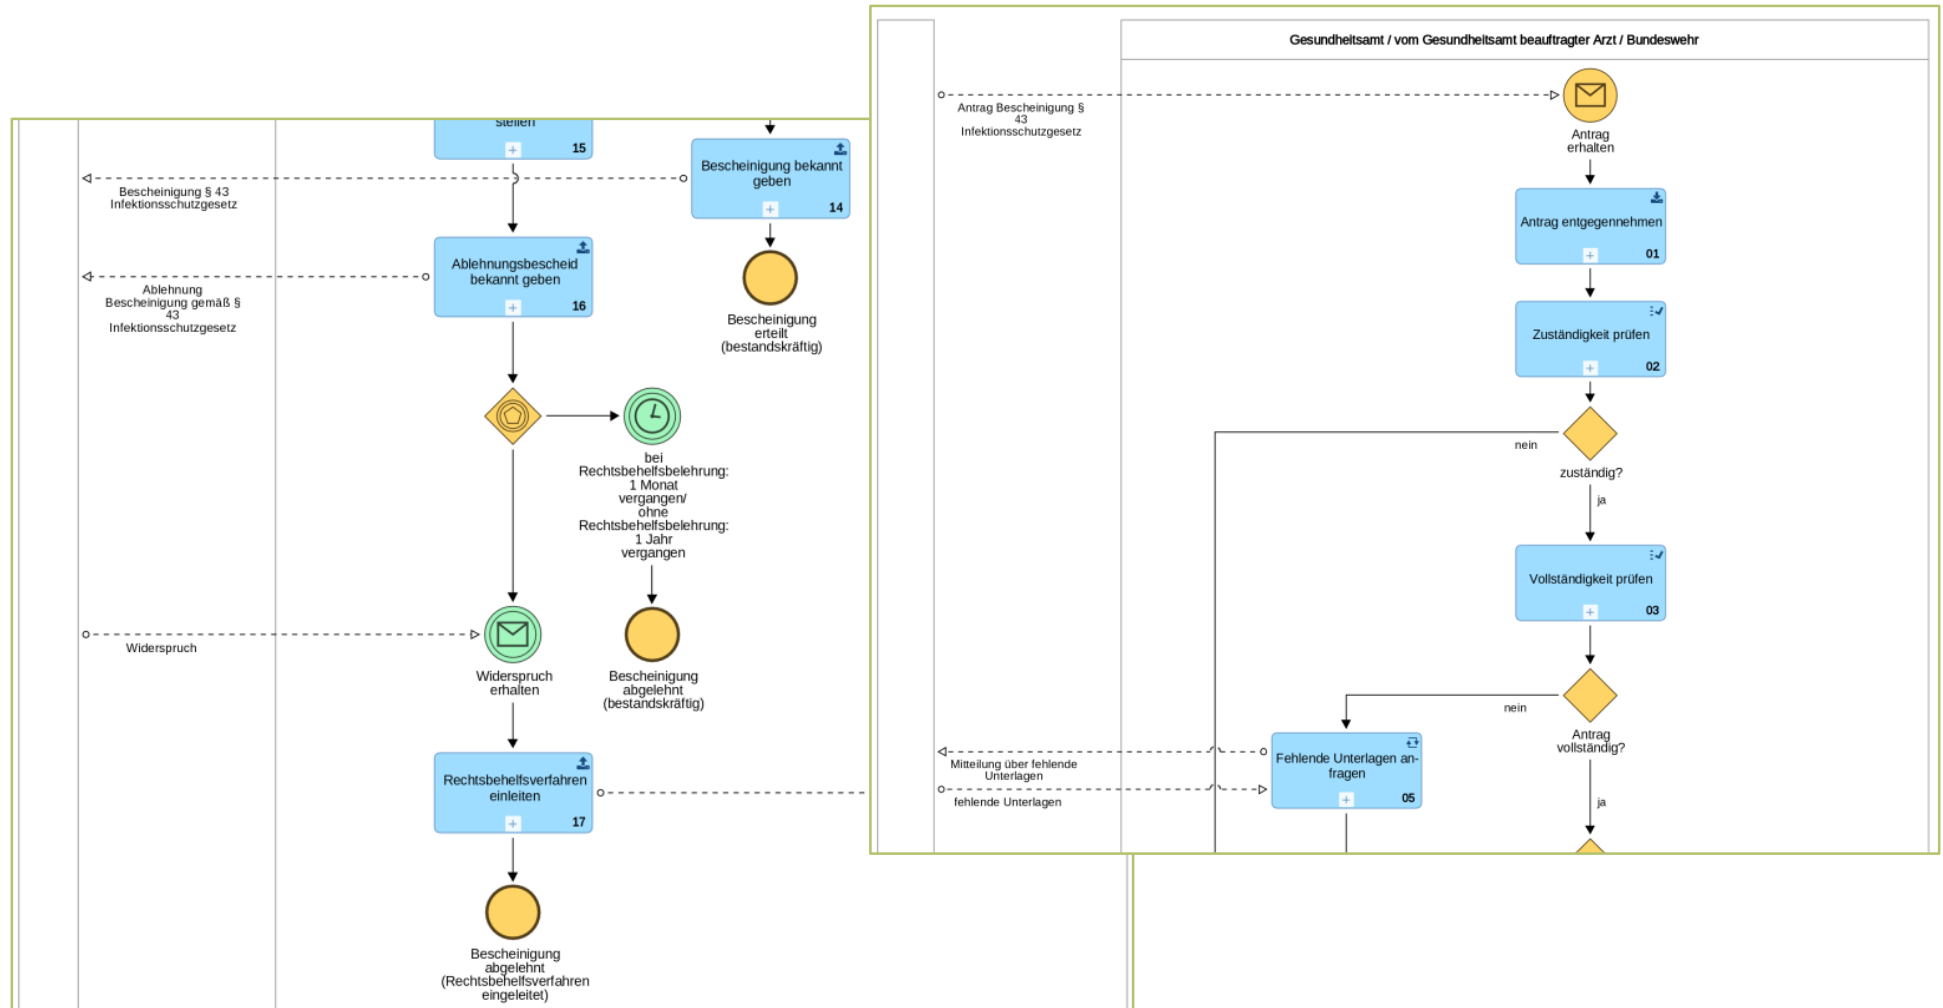 stellen
15
Bescheinigung bekannt
geben
14
Bescheinigung § 43
Infektionsschutzgesetz
Ablehnungsbescheid
bekannt geben
16
Ablehnung
Bescheinigung gemäß §
43
Infektionsschutzgesetz
Bescheinigung
erteilt
(bestandskräftig)
bei
Rechtsbehelfsbelehrung:
1 Monat
vergangen/
ohne
Rechtsbehelfsbelehrung:
1 Jahr
vergangen
Widerspruch
Widerspruch
erhalten
Bescheinigung
abgelehnt
(bestandskräftig)
Rechtsbehelfsverfahren
einleiten
17
Bescheinigung
abgelehnt
(Rechtsbehelfsverfahren
eingeleitet)
Gesundheitsamt / vom Gesundheitsamt beauftragter Arzt / Bundeswehr
Antrag Bescheinigung §
43
Infektionsschutzgesetz
Antrag
erhalten
Antrag entgegennehmen
01
Zuständigkeit prüfen
02
nein
zuständig?
ja
Vollständigkeit prüfen
03
nein
Antrag
vollständig?
Mitteilung über fehlende
Unterlagen
fehlende Unterlagen
Fehlende Unterlagen an-
fragen
05
ja